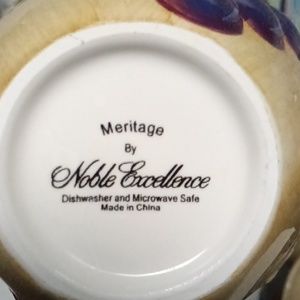 Meritage
By
Noble Excellence
Dishwasher and Microwave Safe
Made in China